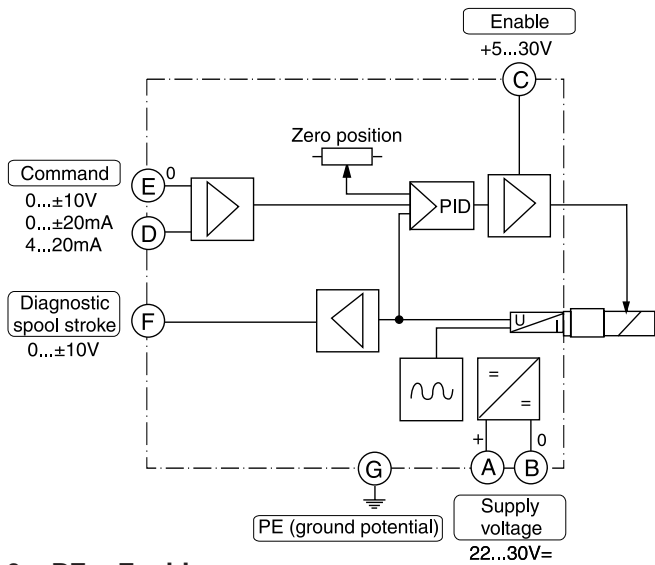 Enable
+5...30V
C
Zero position
Command
E
0
0...±10V
0...±20mA
4...20mA
D
PID
Diagnostic
spool stroke
F
0...±10V
U
I
=
=
+
0
G
A
B
PE (ground potential)
Supply
voltage
22...30V=